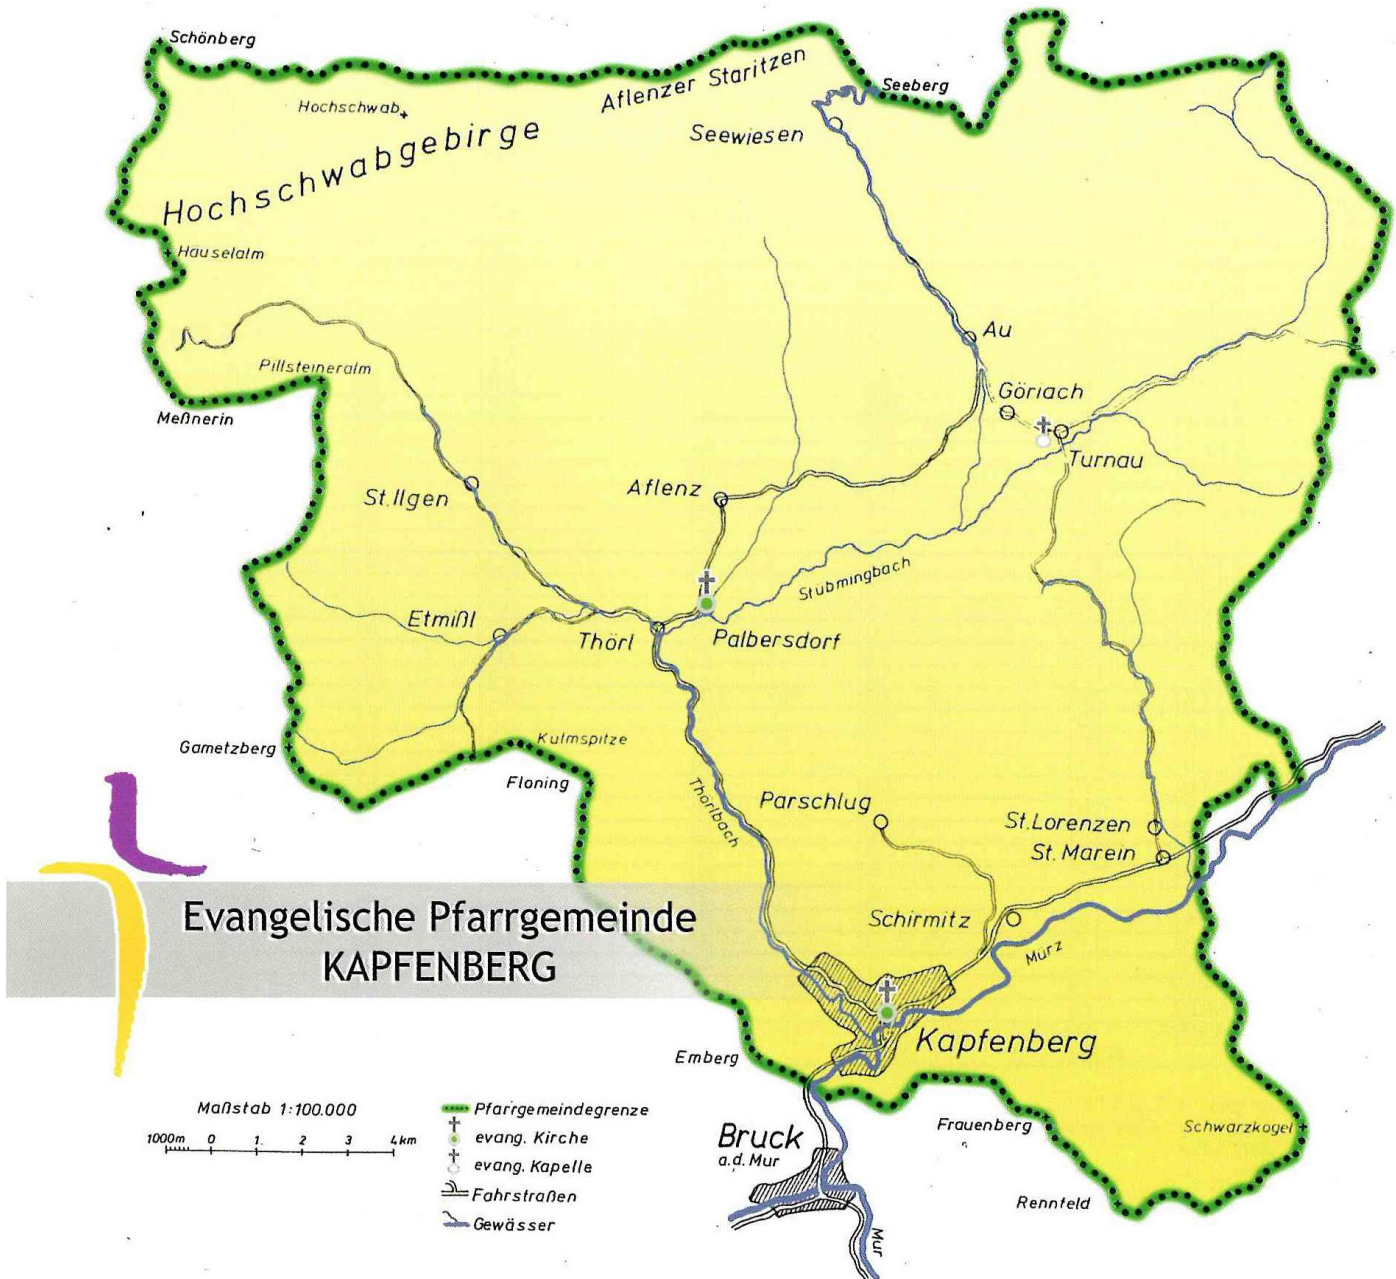 Schönberg
Hochschwab
Aflenzer Staritzen
Seeberg
Seewiesen
Hochschwabgebirge
Häuselalm
Au
Pillsteineralm
Göriach
Meßnerin
Turnau
Aflenz
St. Ilgen
Stübmingbach
Etmißl
Thörl
Palbersdorf
Gametzberg
Kulmspitze
Floning
Thörlbach
Parschlug
St. Lorenzen
St. Marein
Evangelische Pfarrgemeinde
KAPFENBERG
Schirmitz
Mürz
Kapfenberg
Emberg
Maßstab 1:100.000
1000m 0 1 2 3 4km
Pfarrgemeindegrenze
evang. Kirche
evang. Kapelle
Fahrstraßen
Gewässer
Bruck
a.d. Mur
Frauenberg
Schwarzkogel
Rennfeld
Mur